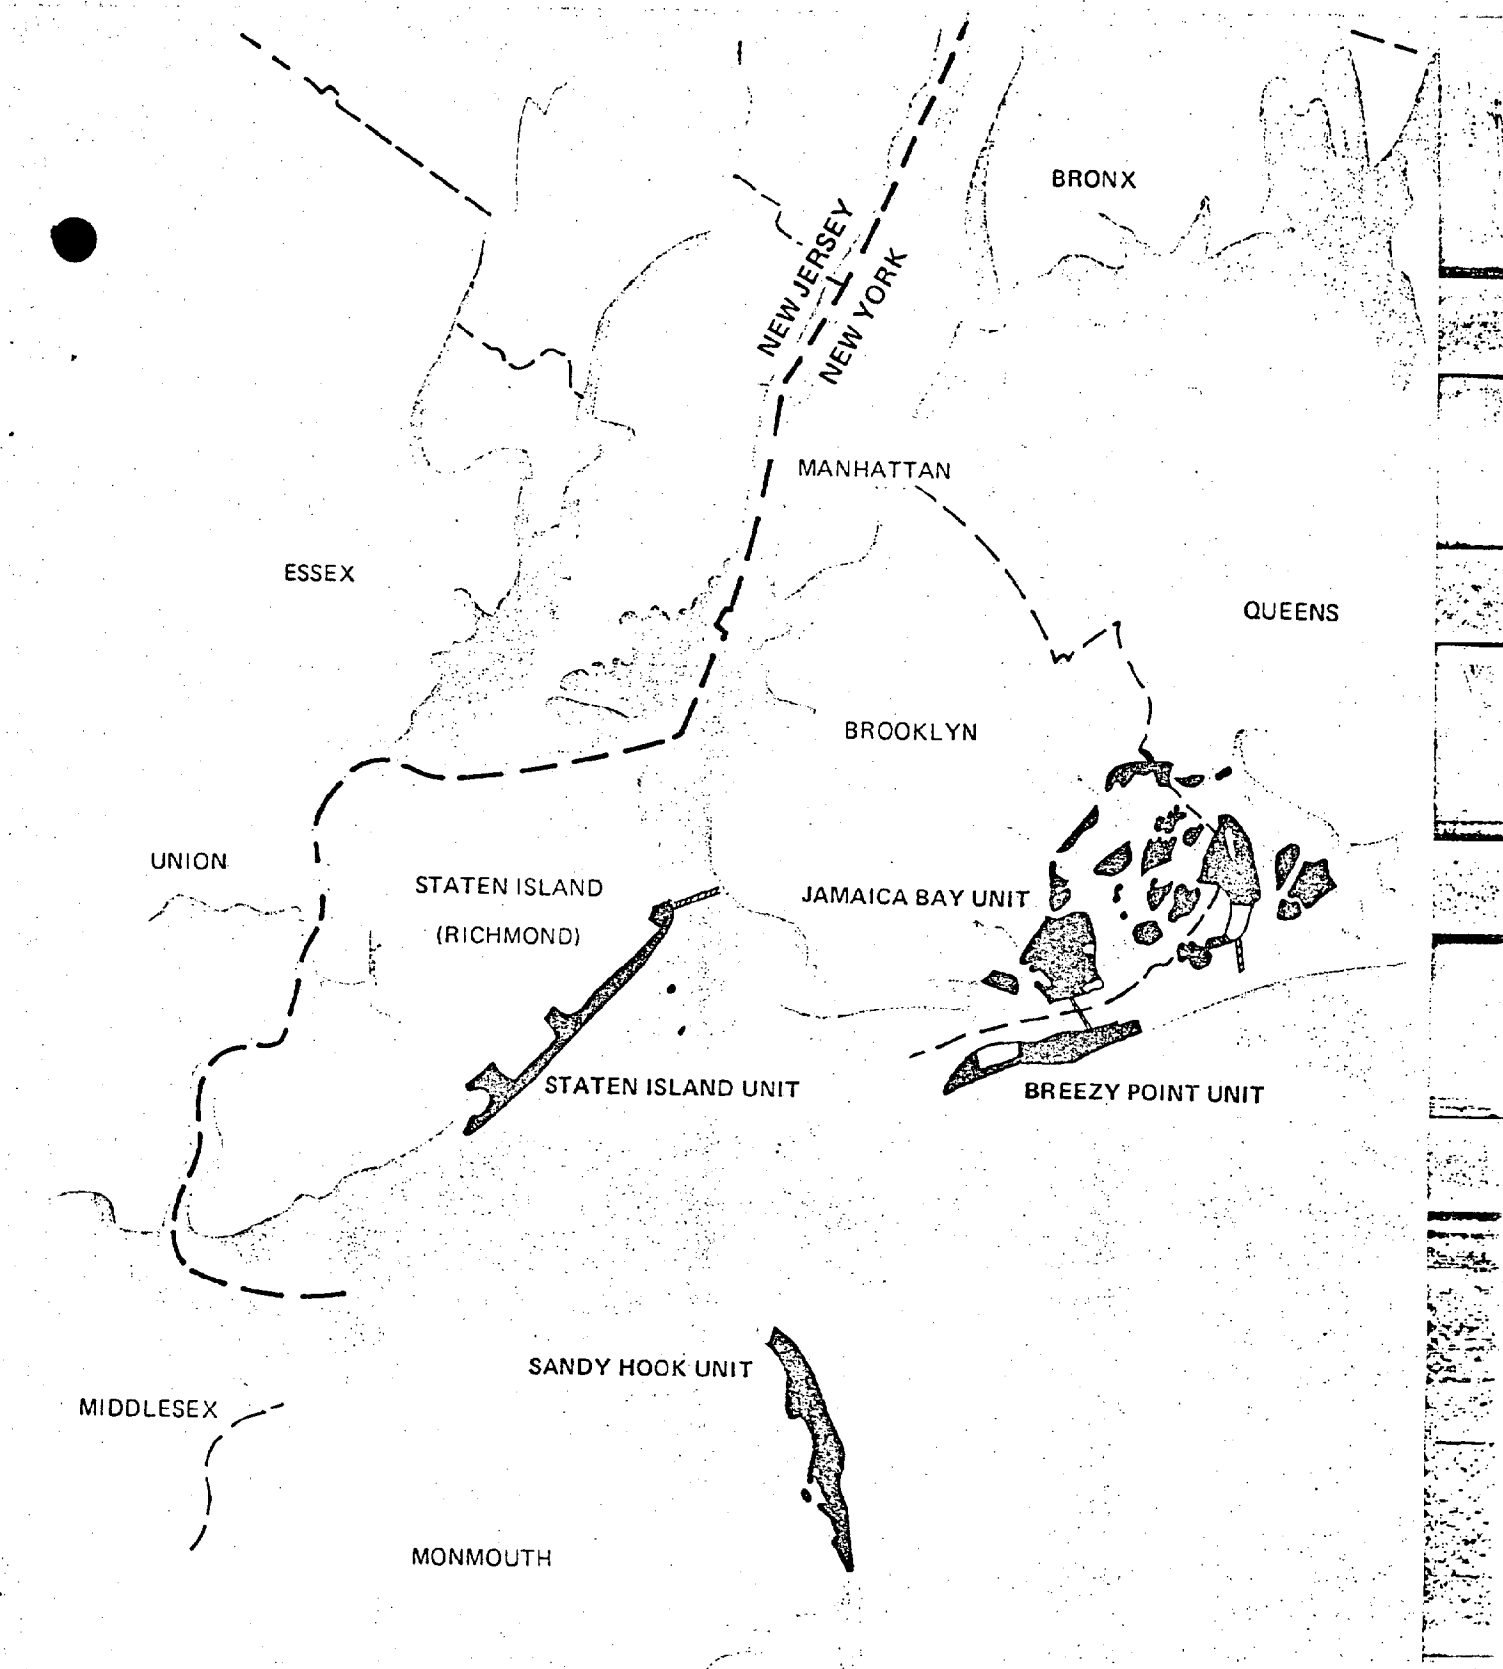 BRONX
NEW JERSEY
NEW YORK
MANHATTAN
ESSEX
QUEENS
BROOKLYN
UNION
STATEN ISLAND
(RICHMOND)
JAMAICA BAY UNIT
STATEN ISLAND UNIT
BREEZY POINT UNIT
SANDY HOOK UNIT
MIDDLESEX
MONMOUTH